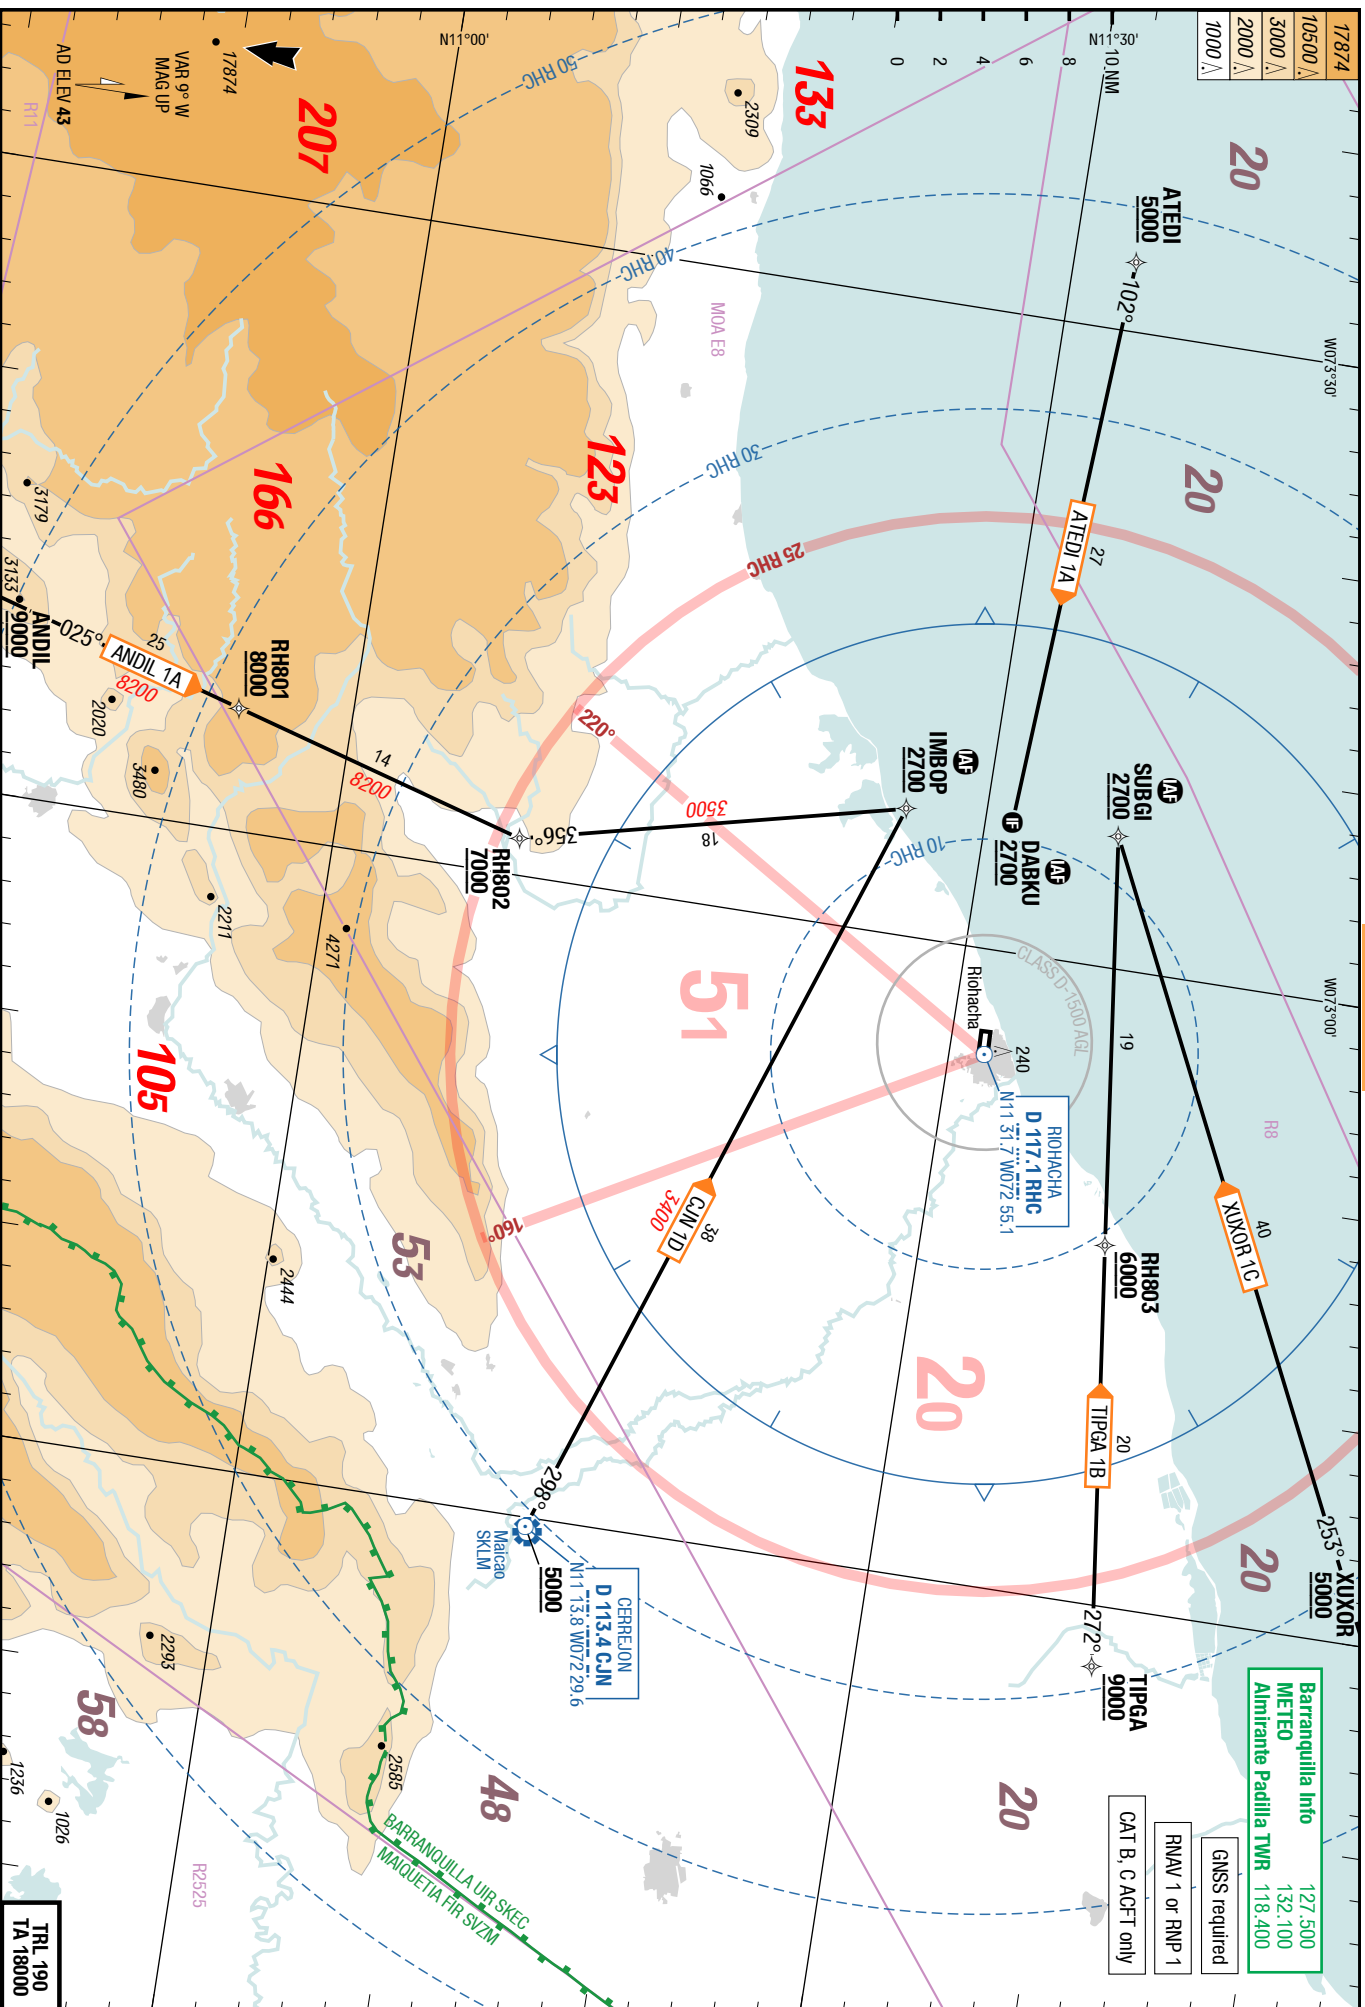 17874
10500
3000
2000
1000
0
2
4
6
8
10 NM
N11°30'
N11°00'
W073°30'
W073°00'
17874
VAR 9° W
MAG UP
AD ELEV 43
R11
207
133
20
50 RHC
2309
1066
40 RHC
MOA E8
ATEDI
5000
102°
ATEDI 1A
27
20
30 RHC
123
166
3179
3133
25 RHC
ANDIL
9000
025°
25
ANDIL 1A
8200
RH801
8000
2020
3480
14
8200
220°
RH802
7000
356°
3500
18
IAF
IMBOP
2700
10 RHC
IF
IAF
DABKU
2700
IAF
SUBGI
2700
2211
4271
51
CLASS D-1500 AGL
Riohacha
240
19
105
RIOHACHA
D 117.1 RHC
N11 31.7 W072 55.1
R8
160°
CJN 1D
38
3400
RH803
6000
XUXOR 1C
40
53
2444
20
TIPGA 1B
20
298°
Maicao
SKLM
5000
CERREJON
D 113.4 CJN
N11 13.8 W072 29.6
253°
XUXOR
5000
20
272°
TIPGA
9000
2293
58
2585
48
20
1236
1026
R2525
BARRANQUILLA UIR SKEC
MAIQUETIA FIR SVZM
Barranquilla Info 127.500
METEO 132.100
Almirante Padilla TWR 118.400
GNSS required
RNAV 1 or RNP 1
CAT B, C ACFT only
TRL 190
TA 18000